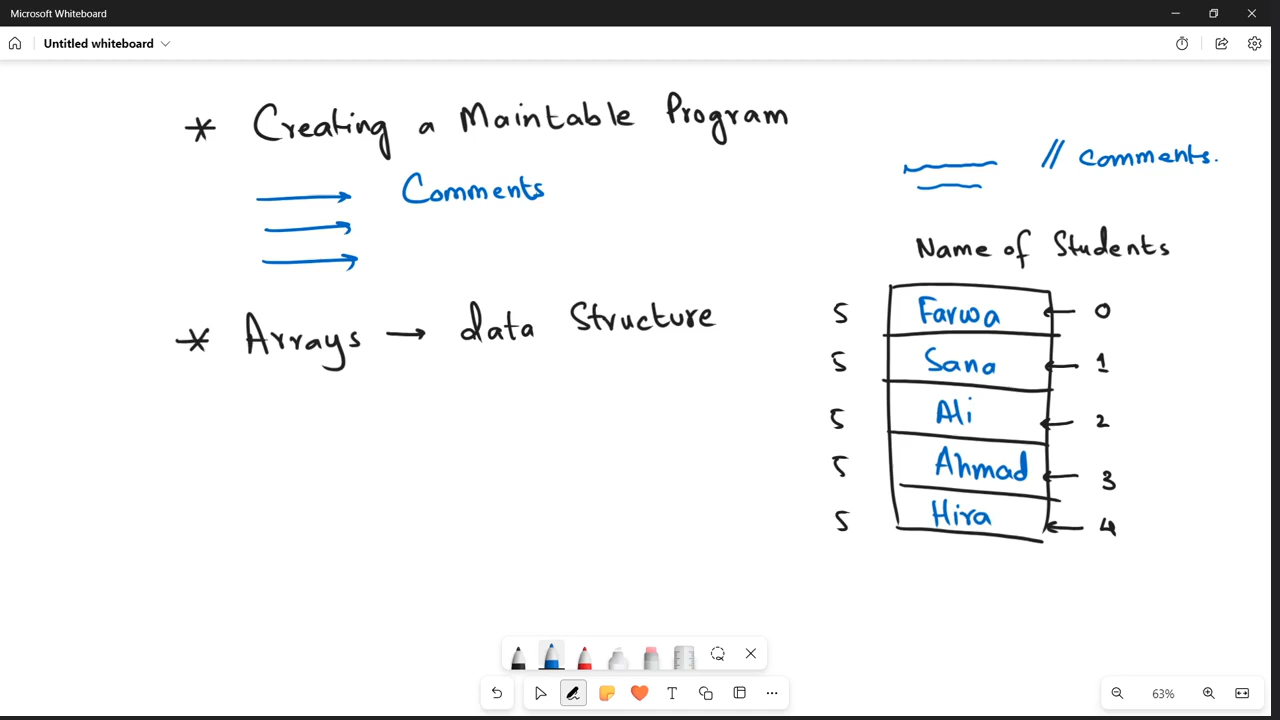 Microsoft Whiteboard
Untitled whiteboard
* Creating a Maintable Program
Comments
// comments.
Name of Students
* Arrays → data Structure
5 Farwa ← 0
5 Sana ← 1
5 Ali ← 2
5 Ahmad ← 3
5 Hira ← 4
T
63%